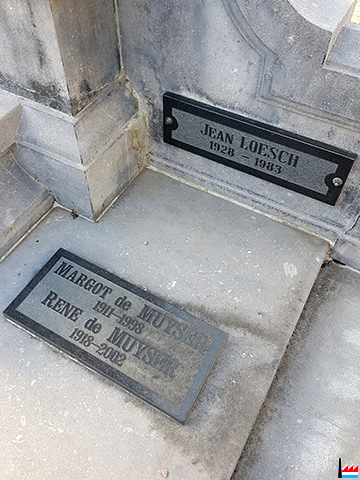 JEAN LOESCH
1928 - 1983
MARGOT de MUYSER
1911-1998
RENE de MUYSER
1918-2002